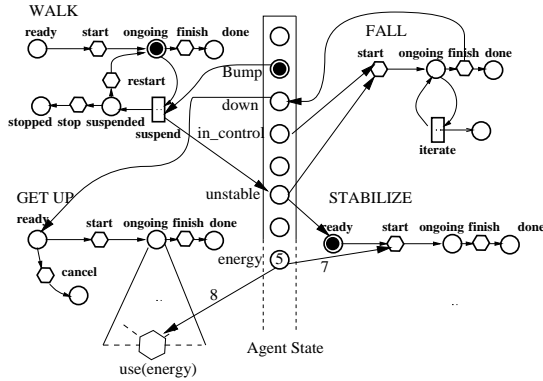 WALK
ready start ongoing finish done
restart
stopped stop suspended
suspend
Bump
down
in_control
unstable
energy 5
Agent State
FALL
start ongoing finish done
iterate
GET UP
ready
start ongoing finish done
cancel
use(energy)
8
7
STABILIZE
ready start ongoing finish done